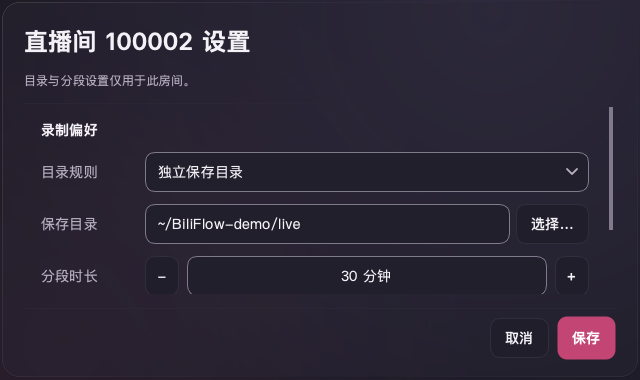 直播间 100002 设置
目录与分段设置仅用于此房间。
录制偏好
目录规则 独立保存目录
保存目录 ~/BiliFlow-demo/live 选择...
分段时长 − 30 分钟 +
取消 保存